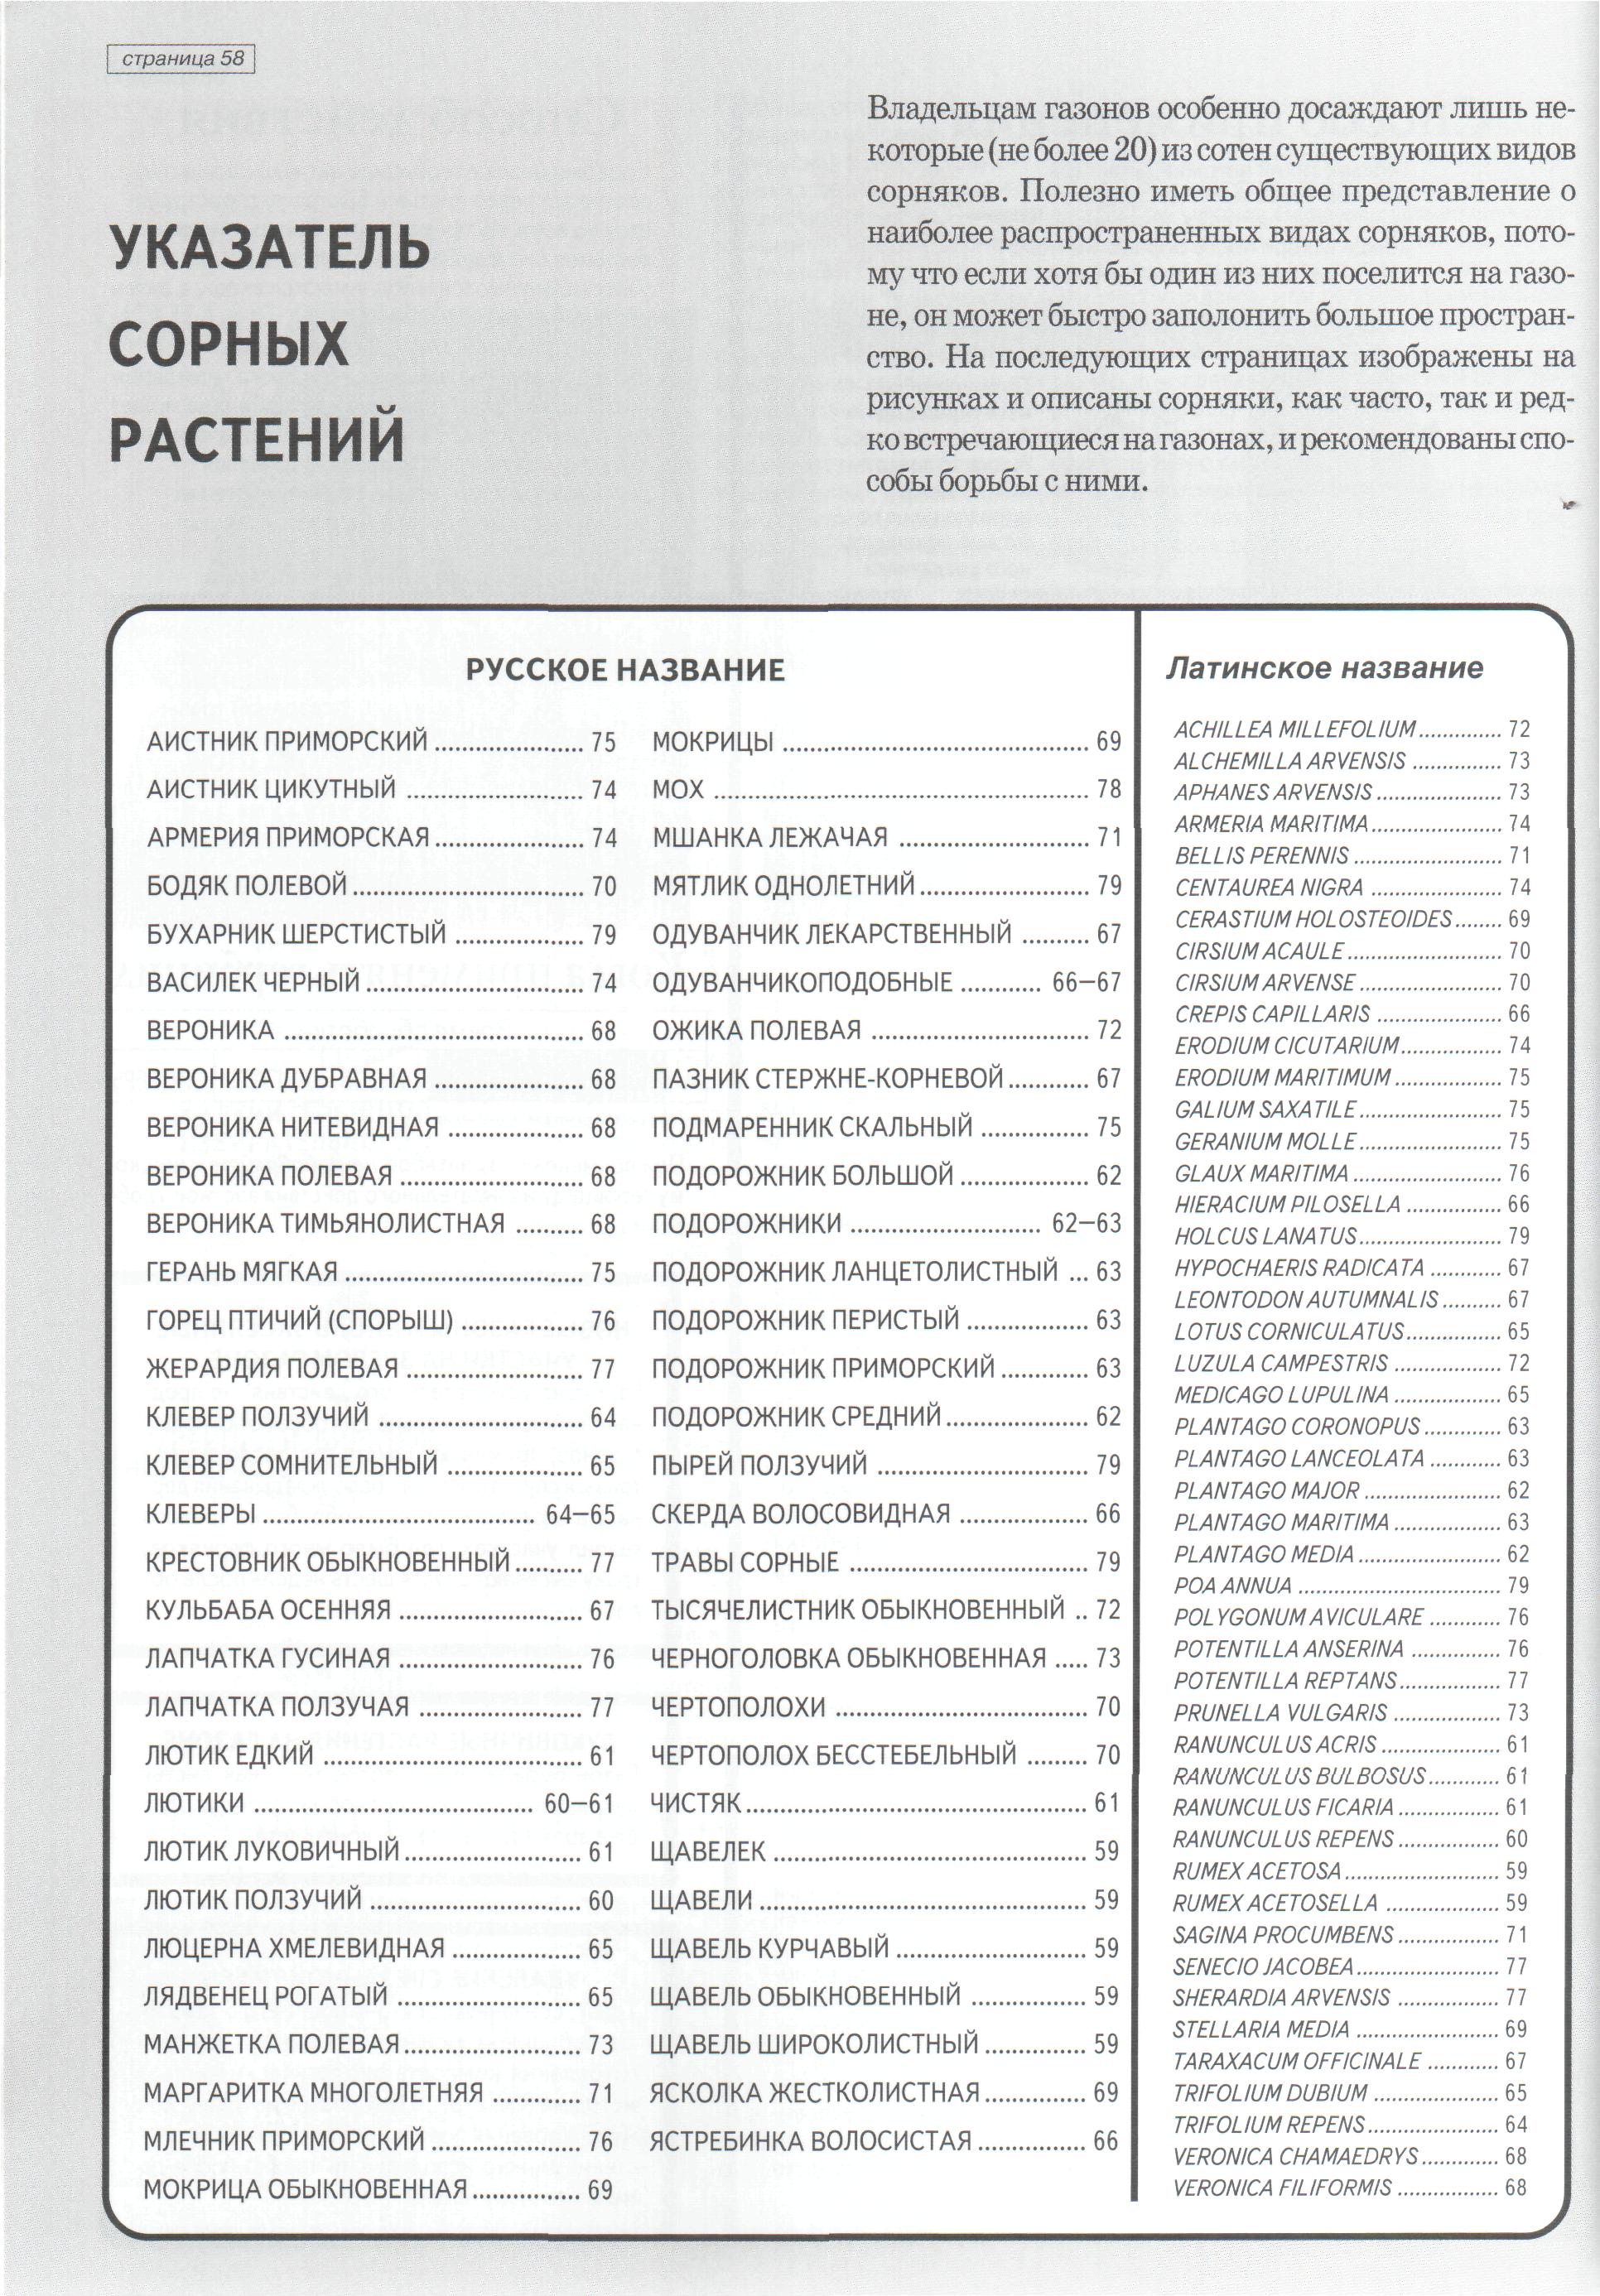 страница 58
УКАЗАТЕЛЬ
СОРНЫХ
РАСТЕНИЙ
Владельцам газонов особенно досаждают лишь не-
которые (не более 20) из сотен существующих видов
сорняков. Полезно иметь общее представление о
наиболее распространенных видах сорняков, пото-
му что если хотя бы один из них поселится на газо-
не, он может быстро заполонить большое простран-
ство. На последующих страницах изображены на
рисунках и описаны сорняки, как часто, так и ред-
ко встречающиеся на газонах, и рекомендованы спо-
собы борьбы с ними.
РУССКОЕ НАЗВАНИЕ
АИСТНИК ПРИМОРСКИЙ ..................... 75
АИСТНИК ЦИКУТНЫЙ ..................... 74
АРМЕРИЯ ПРИМОРСКАЯ ..................... 74
БОДЯК ПОЛЕВОЙ ..................... 70
БУХАРНИК ШЕРСТИСТЫЙ ..................... 79
ВАСИЛЕК ЧЕРНЫЙ ..................... 74
ВЕРОНИКА ..................... 68
ВЕРОНИКА ДУБРАВНАЯ ..................... 68
ВЕРОНИКА НИТЕВИДНАЯ ..................... 68
ВЕРОНИКА ПОЛЕВАЯ ..................... 68
ВЕРОНИКА ТИМЬЯНОЛИСТНАЯ .......... 68
ГЕРАНЬ МЯГКАЯ ..................... 75
ГОРЕЦ ПТИЧИЙ (СПОРЫШ) ..................... 76
ЖЕРАРДИЯ ПОЛЕВАЯ ..................... 77
КЛЕВЕР ПОЛЗУЧИЙ ..................... 64
КЛЕВЕР СОМНИТЕЛЬНЫЙ ..................... 65
КЛЕВЕРЫ ..................... 64–65
КРЕСТОВНИК ОБЫКНОВЕННЫЙ .......... 77
КУЛЬБАБА ОСЕННЯЯ ..................... 67
ЛАПЧАТКА ГУСИНАЯ ..................... 76
ЛАПЧАТКА ПОЛЗУЧАЯ ..................... 77
ЛЮТИК ЕДКИЙ ..................... 61
ЛЮТИКИ ..................... 60–61
ЛЮТИК ЛУКОВИЧНЫЙ ..................... 61
ЛЮТИК ПОЛЗУЧИЙ ..................... 60
ЛЮЦЕРНА ХМЕЛЕВИДНАЯ ..................... 65
ЛЯДВЕНЕЦ РОГАТЫЙ ..................... 65
МАНЖЕТКА ПОЛЕВАЯ ..................... 73
МАРГАРИТКА МНОГОЛЕТНЯЯ ............. 71
МЛЕЧНИК ПРИМОРСКИЙ ..................... 76
МОКРИЦА ОБЫКНОВЕННАЯ ................ 69
МОКРИЦЫ ..................... 69
МОХ ..................... 78
МШАНКА ЛЕЖАЧАЯ ..................... 71
МЯТЛИК ОДНОЛЕТНИЙ ..................... 79
ОДУВАНЧИК ЛЕКАРСТВЕННЫЙ .......... 67
ОДУВАНЧИКОПОДОБНЫЕ ............ 66–67
ОЖИКА ПОЛЕВАЯ ..................... 72
ПАЗНИК СТЕРЖНЕ-КОРНЕВОЙ ............ 67
ПОДМАРЕННИК СКАЛЬНЫЙ ................ 75
ПОДОРОЖНИК БОЛЬШОЙ ................... 62
ПОДОРОЖНИКИ ..................... 62–63
ПОДОРОЖНИК ЛАНЦЕТОЛИСТНЫЙ ... 63
ПОДОРОЖНИК ПЕРИСТЫЙ .................. 63
ПОДОРОЖНИК ПРИМОРСКИЙ ............. 63
ПОДОРОЖНИК СРЕДНИЙ ..................... 62
ПЫРЕЙ ПОЛЗУЧИЙ ..................... 79
СКЕРДА ВОЛОСОВИДНАЯ ................... 66
ТРАВЫ СОРНЫЕ ..................... 79
ТЫСЯЧЕЛИСТНИК ОБЫКНОВЕННЫЙ .. 72
ЧЕРНОГОЛОВКА ОБЫКНОВЕННАЯ ..... 73
ЧЕРТОПОЛОХИ ..................... 70
ЧЕРТОПОЛОХ БЕССТЕБЕЛЬНЫЙ ......... 70
ЧИСТЯК ..................... 61
ЩАВЕЛЕК ..................... 59
ЩАВЕЛИ ..................... 59
ЩАВЕЛЬ КУРЧАВЫЙ ..................... 59
ЩАВЕЛЬ ОБЫКНОВЕННЫЙ ................. 59
ЩАВЕЛЬ ШИРОКОЛИСТНЫЙ ............... 59
ЯСКОЛКА ЖЕСТКОЛИСТНАЯ ............... 69
ЯСТРЕБИНКА ВОЛОСИСТАЯ ................ 66
Латинское название
ACHILLEA MILLEFOLIUM .............. 72
ALCHEMILLA ARVENSIS ............... 73
APHANES ARVENSIS ..................... 73
ARMERIA MARITIMA ..................... 74
BELLIS PERENNIS ..................... 71
CENTAUREA NIGRA ..................... 74
CERASTIUM HOLOSTEOIDES ........ 69
CIRSIUM ACAULE ..................... 70
CIRSIUM ARVENSE ..................... 70
CREPIS CAPILLARIS ..................... 66
ERODIUM CICUTARIUM ................. 74
ERODIUM MARITIMUM .................. 75
GALIUM SAXATILE ..................... 75
GERANIUM MOLLE ..................... 75
GLAUX MARITIMA ..................... 76
HIERACIUM PILOSELLA ................ 66
HOLCUS LANATUS ..................... 79
HYPOCHAERIS RADICATA ............ 67
LEONTODON AUTUMNALIS .......... 67
LOTUS CORNICULATUS ................ 65
LUZULA CAMPESTRIS .................. 72
MEDICAGO LUPULINA .................. 65
PLANTAGO CORONOPUS ............. 63
PLANTAGO LANCEOLATA ............ 63
PLANTAGO MAJOR ..................... 62
PLANTAGO MARITIMA .................. 63
PLANTAGO MEDIA ..................... 62
POA ANNUA ..................... 79
POLYGONUM AVICULARE ............ 76
POTENTILLA ANSERINA ................ 76
POTENTILLA REPTANS ................. 77
PRUNELLA VULGARIS .................. 73
RANUNCULUS ACRIS .................... 61
RANUNCULUS BULBOSUS ............ 61
RANUNCULUS FICARIA ................. 61
RANUNCULUS REPENS ................. 60
RUMEX ACETOSA ..................... 59
RUMEX ACETOSELLA ................... 59
SAGINA PROCUMBENS ................. 71
SENECIO JACOBEA ..................... 77
SHERARDIA ARVENSIS ................. 77
STELLARIA MEDIA ..................... 69
TARAXACUM OFFICINALE ............ 67
TRIFOLIUM DUBIUM ..................... 65
TRIFOLIUM REPENS ..................... 64
VERONICA CHAMAEDRYS ............. 68
VERONICA FILIFORMIS ................. 68